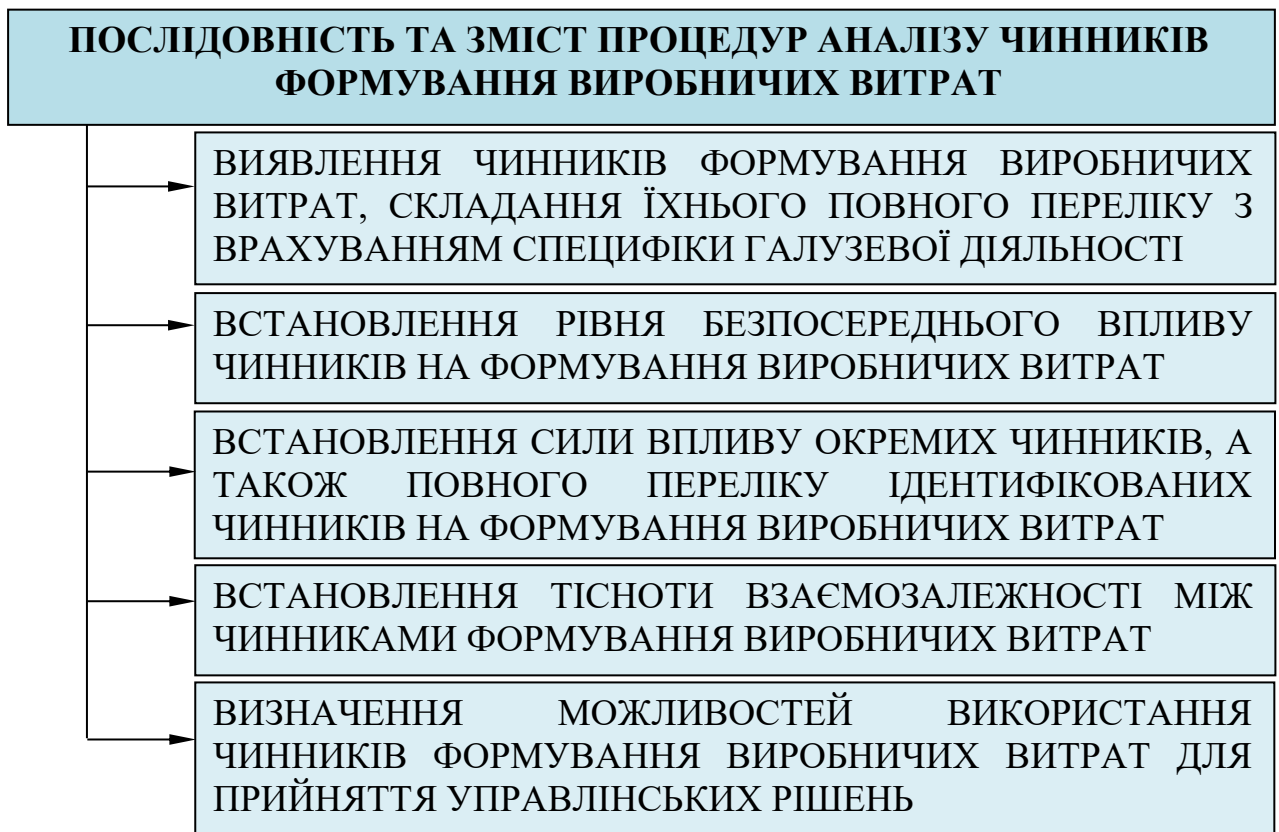 ПОСЛІДОВНІСТЬ ТА ЗМІСТ ПРОЦЕДУР АНАЛІЗУ ЧИННИКІВ
ФОРМУВАННЯ ВИРОБНИЧИХ ВИТРАТ
ВИЯВЛЕННЯ ЧИННИКІВ ФОРМУВАННЯ ВИРОБНИЧИХ
ВИТРАТ, СКЛАДАННЯ ЇХНЬОГО ПОВНОГО ПЕРЕЛІКУ З
ВРАХУВАННЯМ СПЕЦИФІКИ ГАЛУЗЕВОЇ ДІЯЛЬНОСТІ
ВСТАНОВЛЕННЯ РІВНЯ БЕЗПОСЕРЕДНЬОГО ВПЛИВУ
ЧИННИКІВ НА ФОРМУВАННЯ ВИРОБНИЧИХ ВИТРАТ
ВСТАНОВЛЕННЯ СИЛИ ВПЛИВУ ОКРЕМИХ ЧИННИКІВ, А
ТАКОЖ ПОВНОГО ПЕРЕЛІКУ ІДЕНТИФІКОВАНИХ
ЧИННИКІВ НА ФОРМУВАННЯ ВИРОБНИЧИХ ВИТРАТ
ВСТАНОВЛЕННЯ ТІСНОТИ ВЗАЄМОЗАЛЕЖНОСТІ МІЖ
ЧИННИКАМИ ФОРМУВАННЯ ВИРОБНИЧИХ ВИТРАТ
ВИЗНАЧЕННЯ МОЖЛИВОСТЕЙ ВИКОРИСТАННЯ
ЧИННИКІВ ФОРМУВАННЯ ВИРОБНИЧИХ ВИТРАТ ДЛЯ
ПРИЙНЯТТЯ УПРАВЛІНСЬКИХ РІШЕНЬ